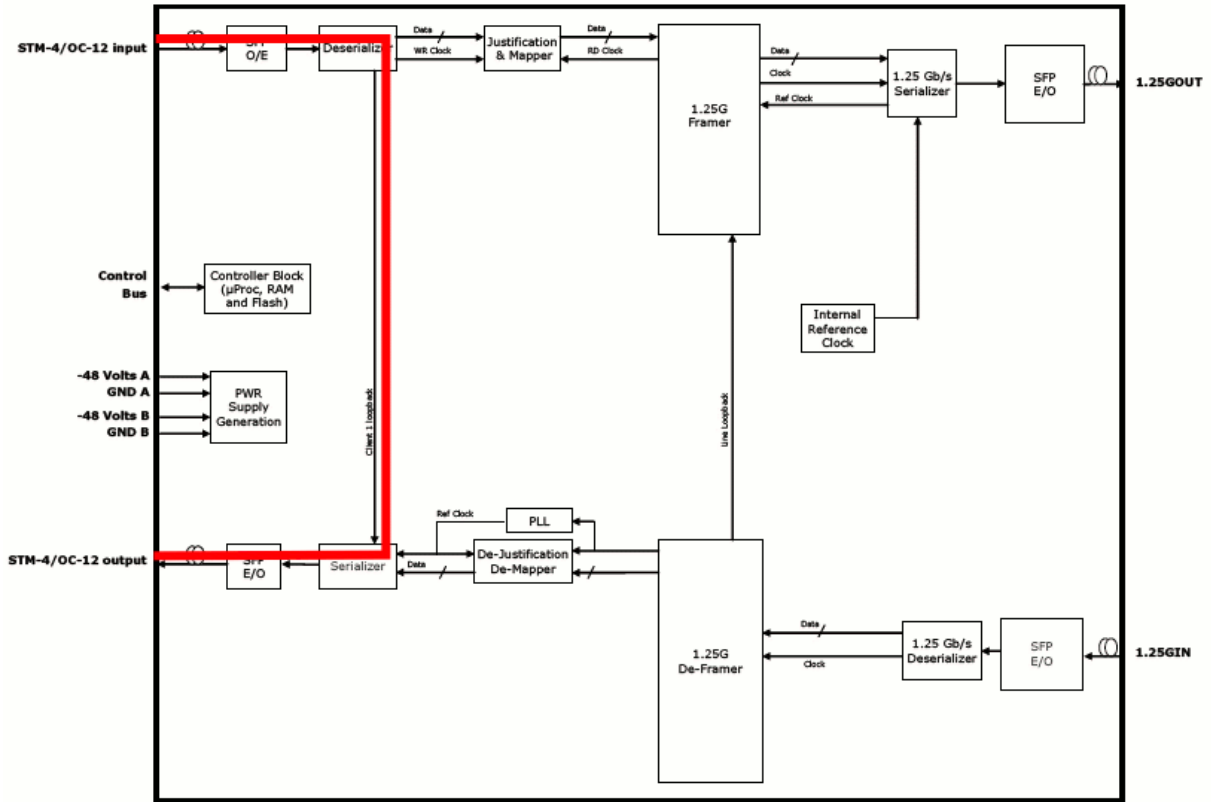 STM-4/OC-12 input
SFP
O/E
Deserializer
Data
WR Clock
Justification
& Mapper
Data
RD Clock
1.25G
Framer
Data
Clock
Ref Clock
1.25 Gb/s
Serializer
SFP
E/O
1.25GOUT
Control
Bus
Controller Block
(µProc, RAM
and Flash)
Internal
Reference
Clock
-48 Volts A
GND A
-48 Volts B
GND B
PWR
Supply
Generation
Client 1 loopback
Line Loopback
STM-4/OC-12 output
SFP
E/O
Serializer
Ref Clock
Data
PLL
De-Justification
De-Mapper
1.25G
De-Framer
Data
Clock
1.25 Gb/s
Deserializer
SFP
E/O
1.25GIN